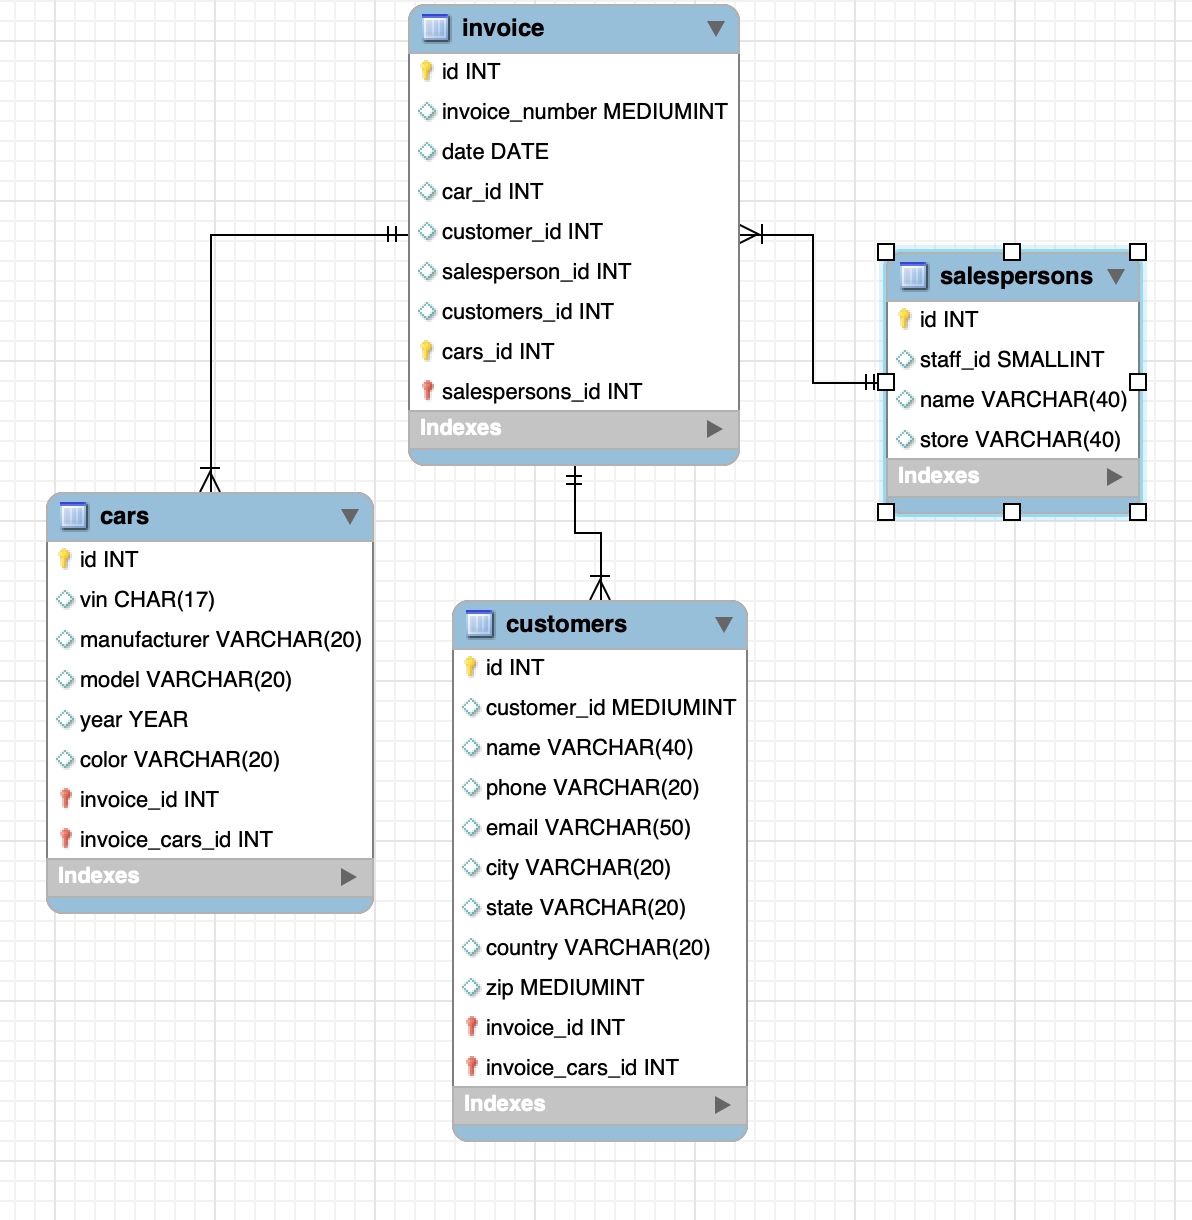 invoice
id INT
invoice_number MEDIUMINT
date DATE
car_id INT
customer_id INT
salesperson_id INT
customers_id INT
cars_id INT
salespersons_id INT
Indexes
salespersons
id INT
staff_id SMALLINT
name VARCHAR(40)
store VARCHAR(40)
Indexes
cars
id INT
vin CHAR(17)
manufacturer VARCHAR(20)
model VARCHAR(20)
year YEAR
color VARCHAR(20)
invoice_id INT
invoice_cars_id INT
Indexes
customers
id INT
customer_id MEDIUMINT
name VARCHAR(40)
phone VARCHAR(20)
email VARCHAR(50)
city VARCHAR(20)
state VARCHAR(20)
country VARCHAR(20)
zip MEDIUMINT
invoice_id INT
invoice_cars_id INT
Indexes